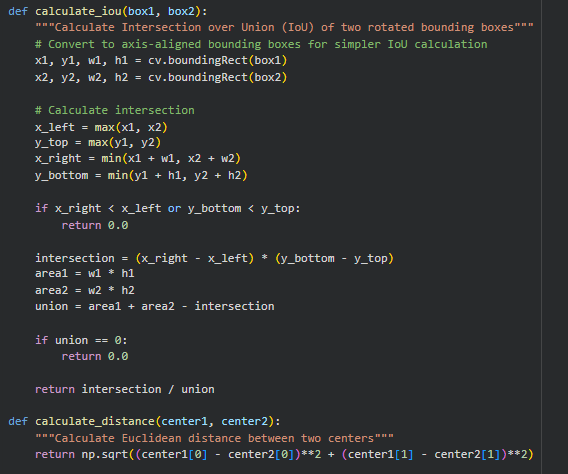 def calculate_iou(box1, box2):
    """Calculate Intersection over Union (IoU) of two rotated bounding boxes"""
    # Convert to axis-aligned bounding boxes for simpler IoU calculation
    x1, y1, w1, h1 = cv.boundingRect(box1)
    x2, y2, w2, h2 = cv.boundingRect(box2)

    # Calculate intersection
    x_left = max(x1, x2)
    y_top = max(y1, y2)
    x_right = min(x1 + w1, x2 + w2)
    y_bottom = min(y1 + h1, y2 + h2)

    if x_right < x_left or y_bottom < y_top:
        return 0.0

    intersection = (x_right - x_left) * (y_bottom - y_top)
    area1 = w1 * h1
    area2 = w2 * h2
    union = area1 + area2 - intersection

    if union == 0:
        return 0.0

    return intersection / union

def calculate_distance(center1, center2):
    """Calculate Euclidean distance between two centers"""
    return np.sqrt((center1[0] - center2[0])**2 + (center1[1] - center2[1])**2)